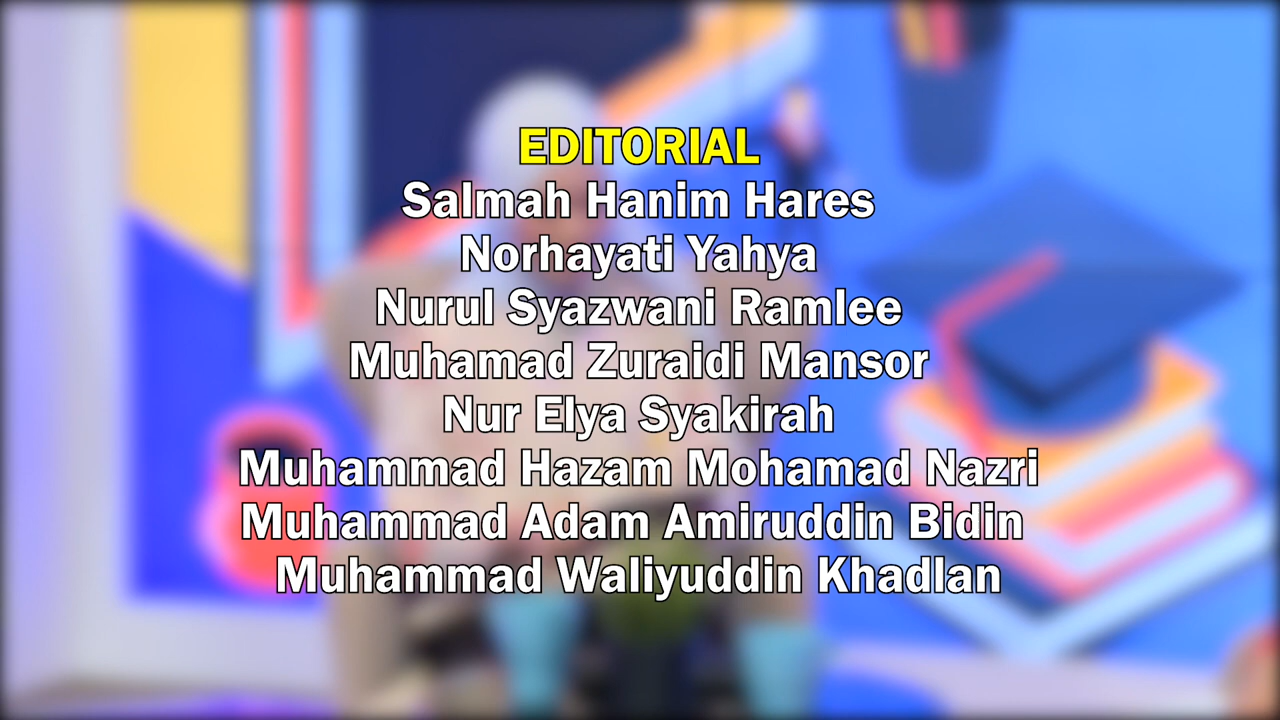 EDITORIAL
Salmah Hanim Hares
Norhayati Yahya
Nurul Syazwani Ramlee
Muhamad Zuraidi Mansor
Nur Elya Syakirah
Muhammad Hazam Mohamad Nazri
Muhammad Adam Amiruddin Bidin
Muhammad Waliyuddin Khadlan